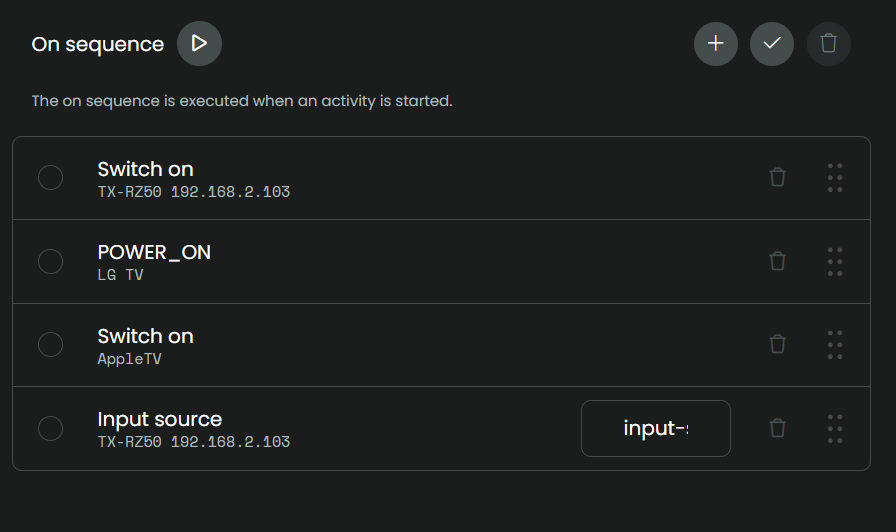 On sequence
The on sequence is executed when an activity is started.
Switch on
TX-RZ50 192.168.2.103
POWER_ON
LG TV
Switch on
AppleTV
Input source
input-
TX-RZ50 192.168.2.103